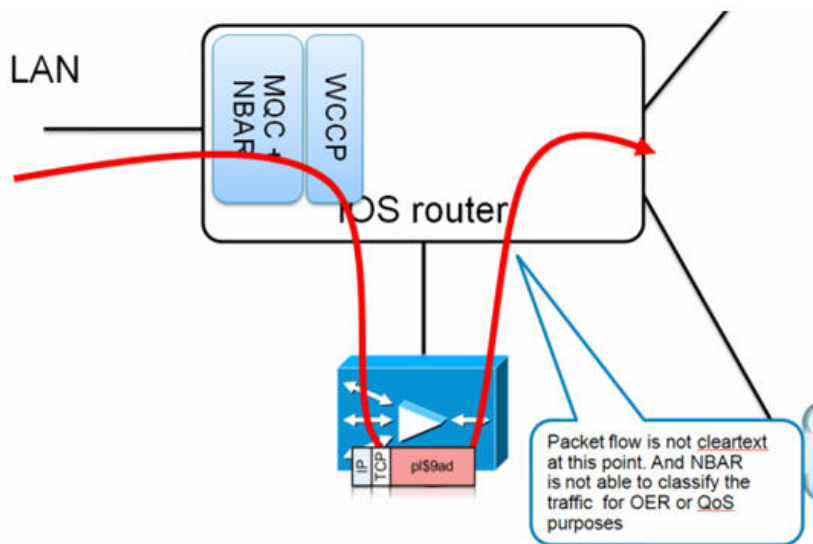 LAN
MQC +
NBAR
WCCP
IOS router
IP
TCP
pl$9ad
Packet flow is not cleartext
at this point. And NBAR
is not able to classify the
traffic for OER or QoS
purposes